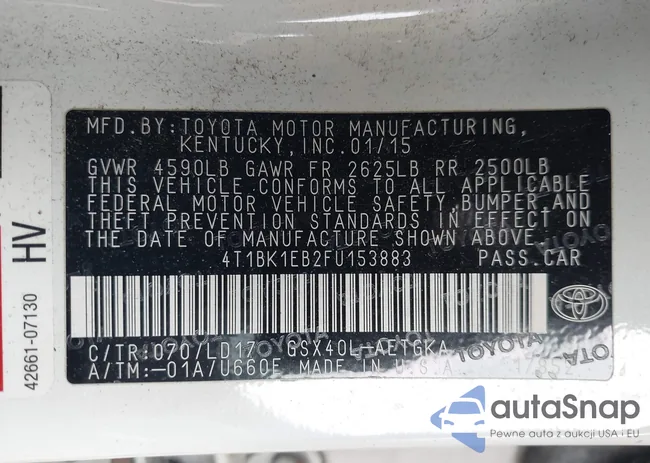 MFD.BY:TOYOTA MOTOR MANUFACTURING,
KENTUCKY,INC.01/15
GVWR 4590LB GAWR FR 2625LB RR 2500LB
THIS VEHICLE CONFORMS TO ALL APPLICABLE
FEDERAL MOTOR VEHICLE SAFETY,BUMPER AND
THEFT PREVENTION STANDARDS IN EFFECT ON
THE DATE OF MANUFACTURE SHOWN ABOVE.
4T1BK1EB2FU153883 PASS.CAR
C/TR:070/LD17 GSX40L-AETGKA
A/TM:-01A/U660E MADE IN U.S.A.
HV
42661-07130
autaSnap
Pewne auta z aukcji USA i EU